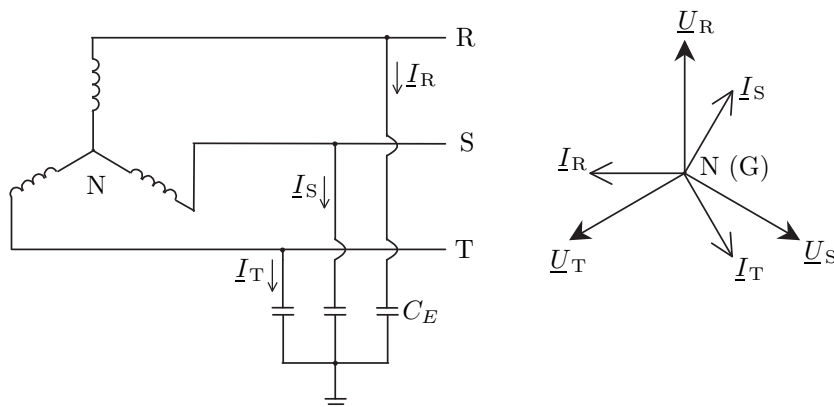 R
I_R
S
I_S
N
T
I_T
C_E
U_R
I_S
I_R
N (G)
U_T
I_T
U_S